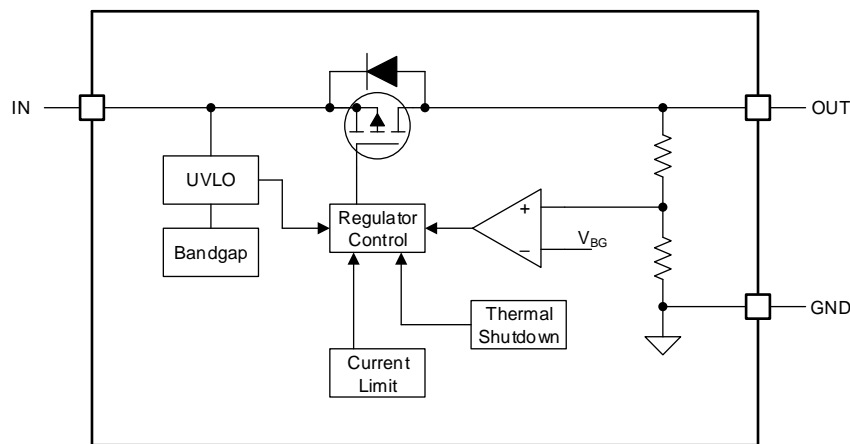 IN
OUT
UVLO
Bandgap
Regulator
Control
+
−
V_BG
Thermal
Shutdown
Current
Limit
GND